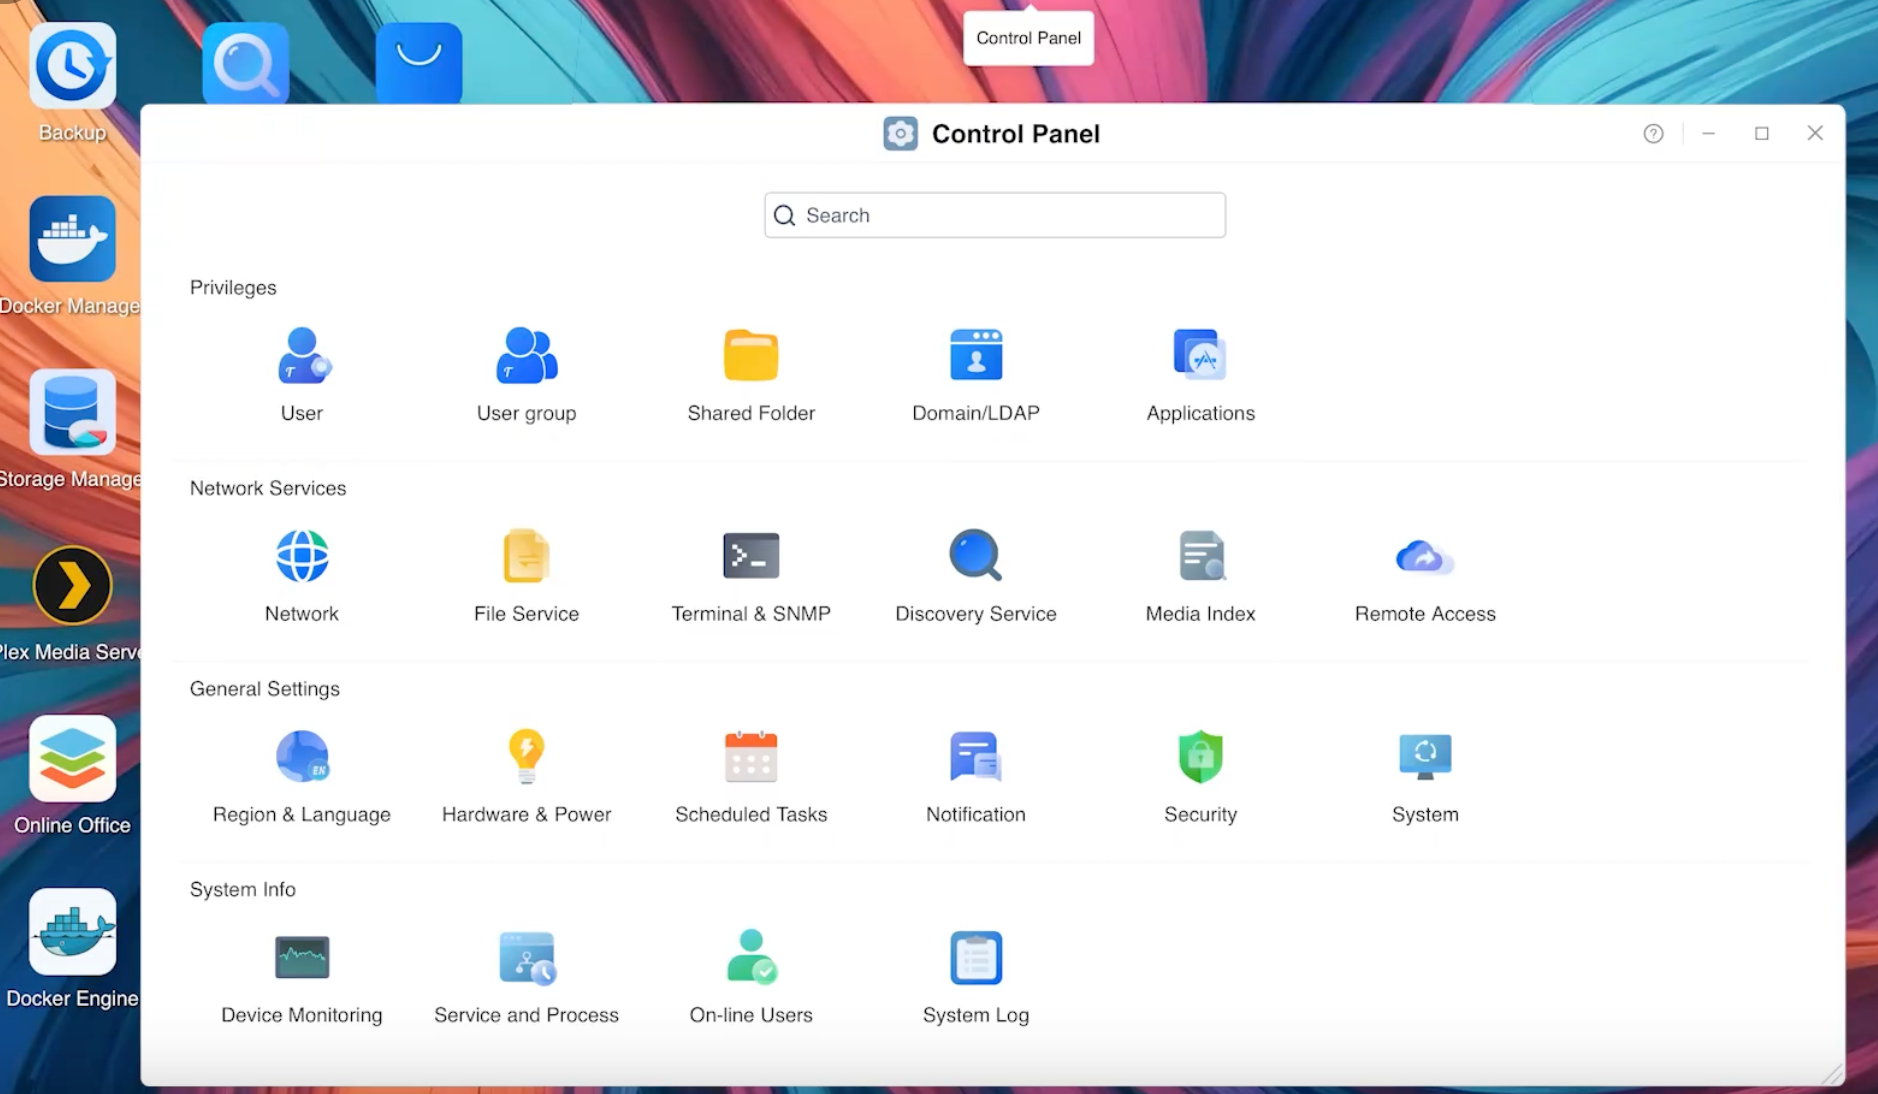 Control Panel
Backup
Control Panel
Search
Docker Manage
Privileges
User
User group
Shared Folder
Domain/LDAP
Applications
Storage Manage
Network Services
Network
File Service
Terminal & SNMP
Discovery Service
Media Index
Remote Access
Plex Media Serve
General Settings
EN
Region & Language
Hardware & Power
Scheduled Tasks
Notification
Security
System
Online Office
System Info
Device Monitoring
Service and Process
On-line Users
System Log
Docker Engine